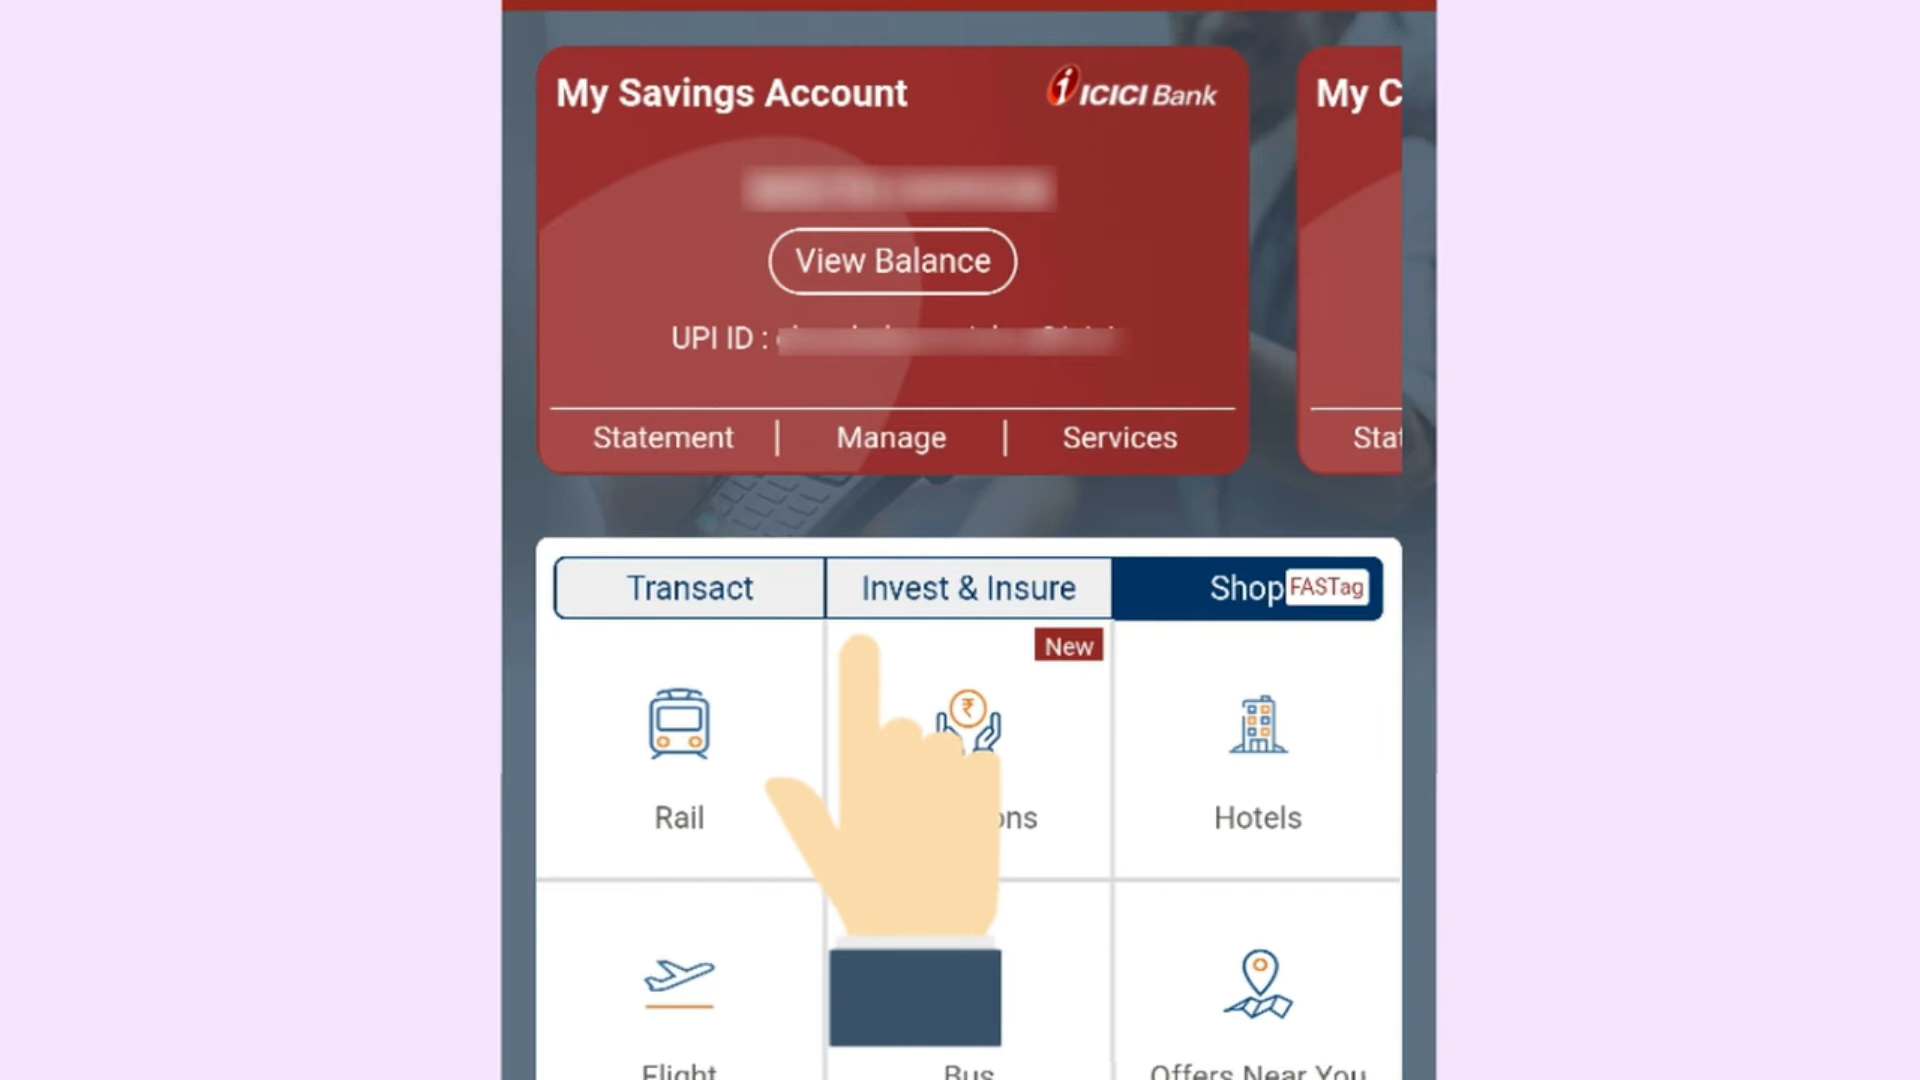 My Savings Account
ICICI Bank
My C
View Balance
UPI ID :
Statement | Manage | Services
Stat
Transact
Invest & Insure
Shop FASTag
New
Rail
ons
Hotels
Flight
Bus
Offers Near You